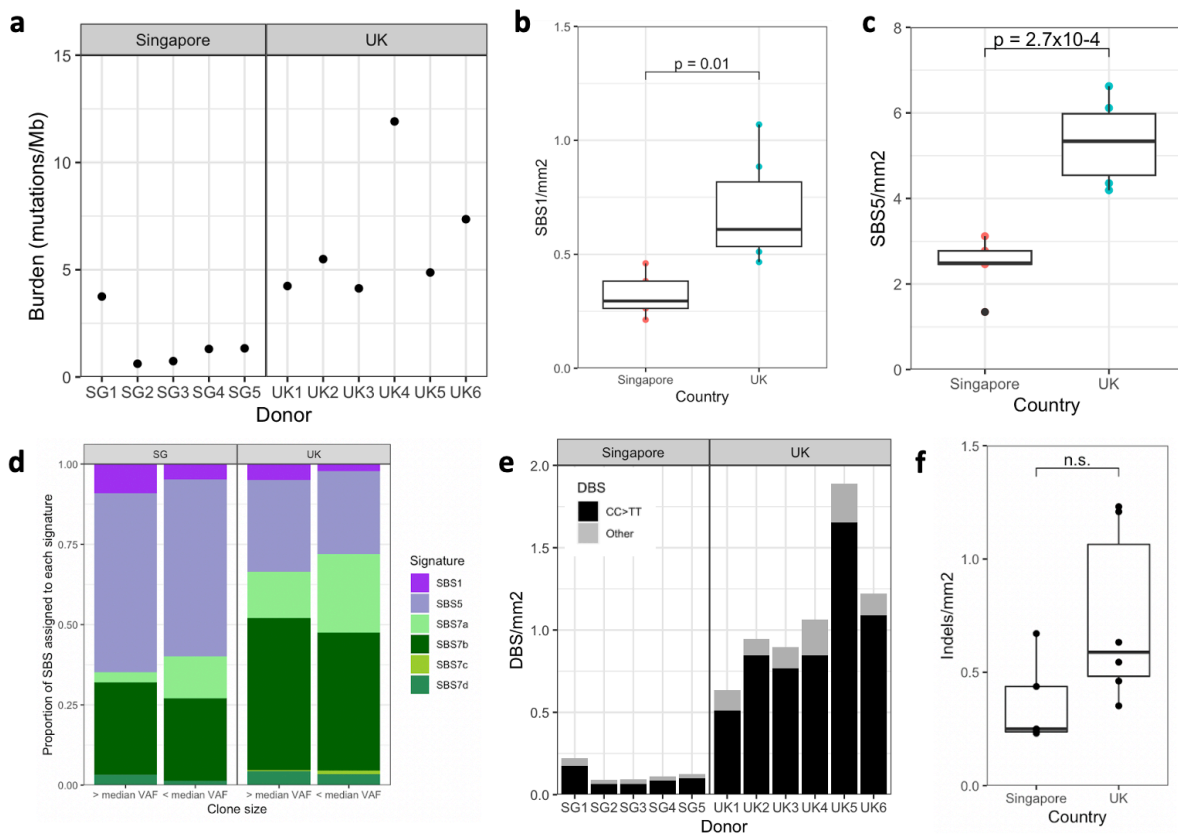 a
Singapore UK
15
10
5
0
Burden (mutations/Mb)
SG1 SG2 SG3 SG4 SG5 UK1 UK2 UK3 UK4 UK5 UK6
Donor
b
1.5
1.0
0.5
0.0
SBS1/mm2
p = 0.01
Singapore UK
Country
c
8
6
4
2
0
SBS5/mm2
p = 2.7x10-4
Singapore UK
Country
d
SG UK
1.00
0.75
0.50
0.25
0.00
Proportion of SBS assigned to each signature
> median VAF < median VAF > median VAF < median VAF
Clone size
Signature
SBS1
SBS5
SBS7a
SBS7b
SBS7c
SBS7d
e
Singapore UK
2.0
1.5
1.0
0.5
0.0
DBS/mm2
DBS
CC>TT
Other
SG1 SG2 SG3 SG4 SG5 UK1 UK2 UK3 UK4 UK5 UK6
Donor
f
1.5
1.0
0.5
0.0
Indels/mm2
n.s.
Singapore UK
Country